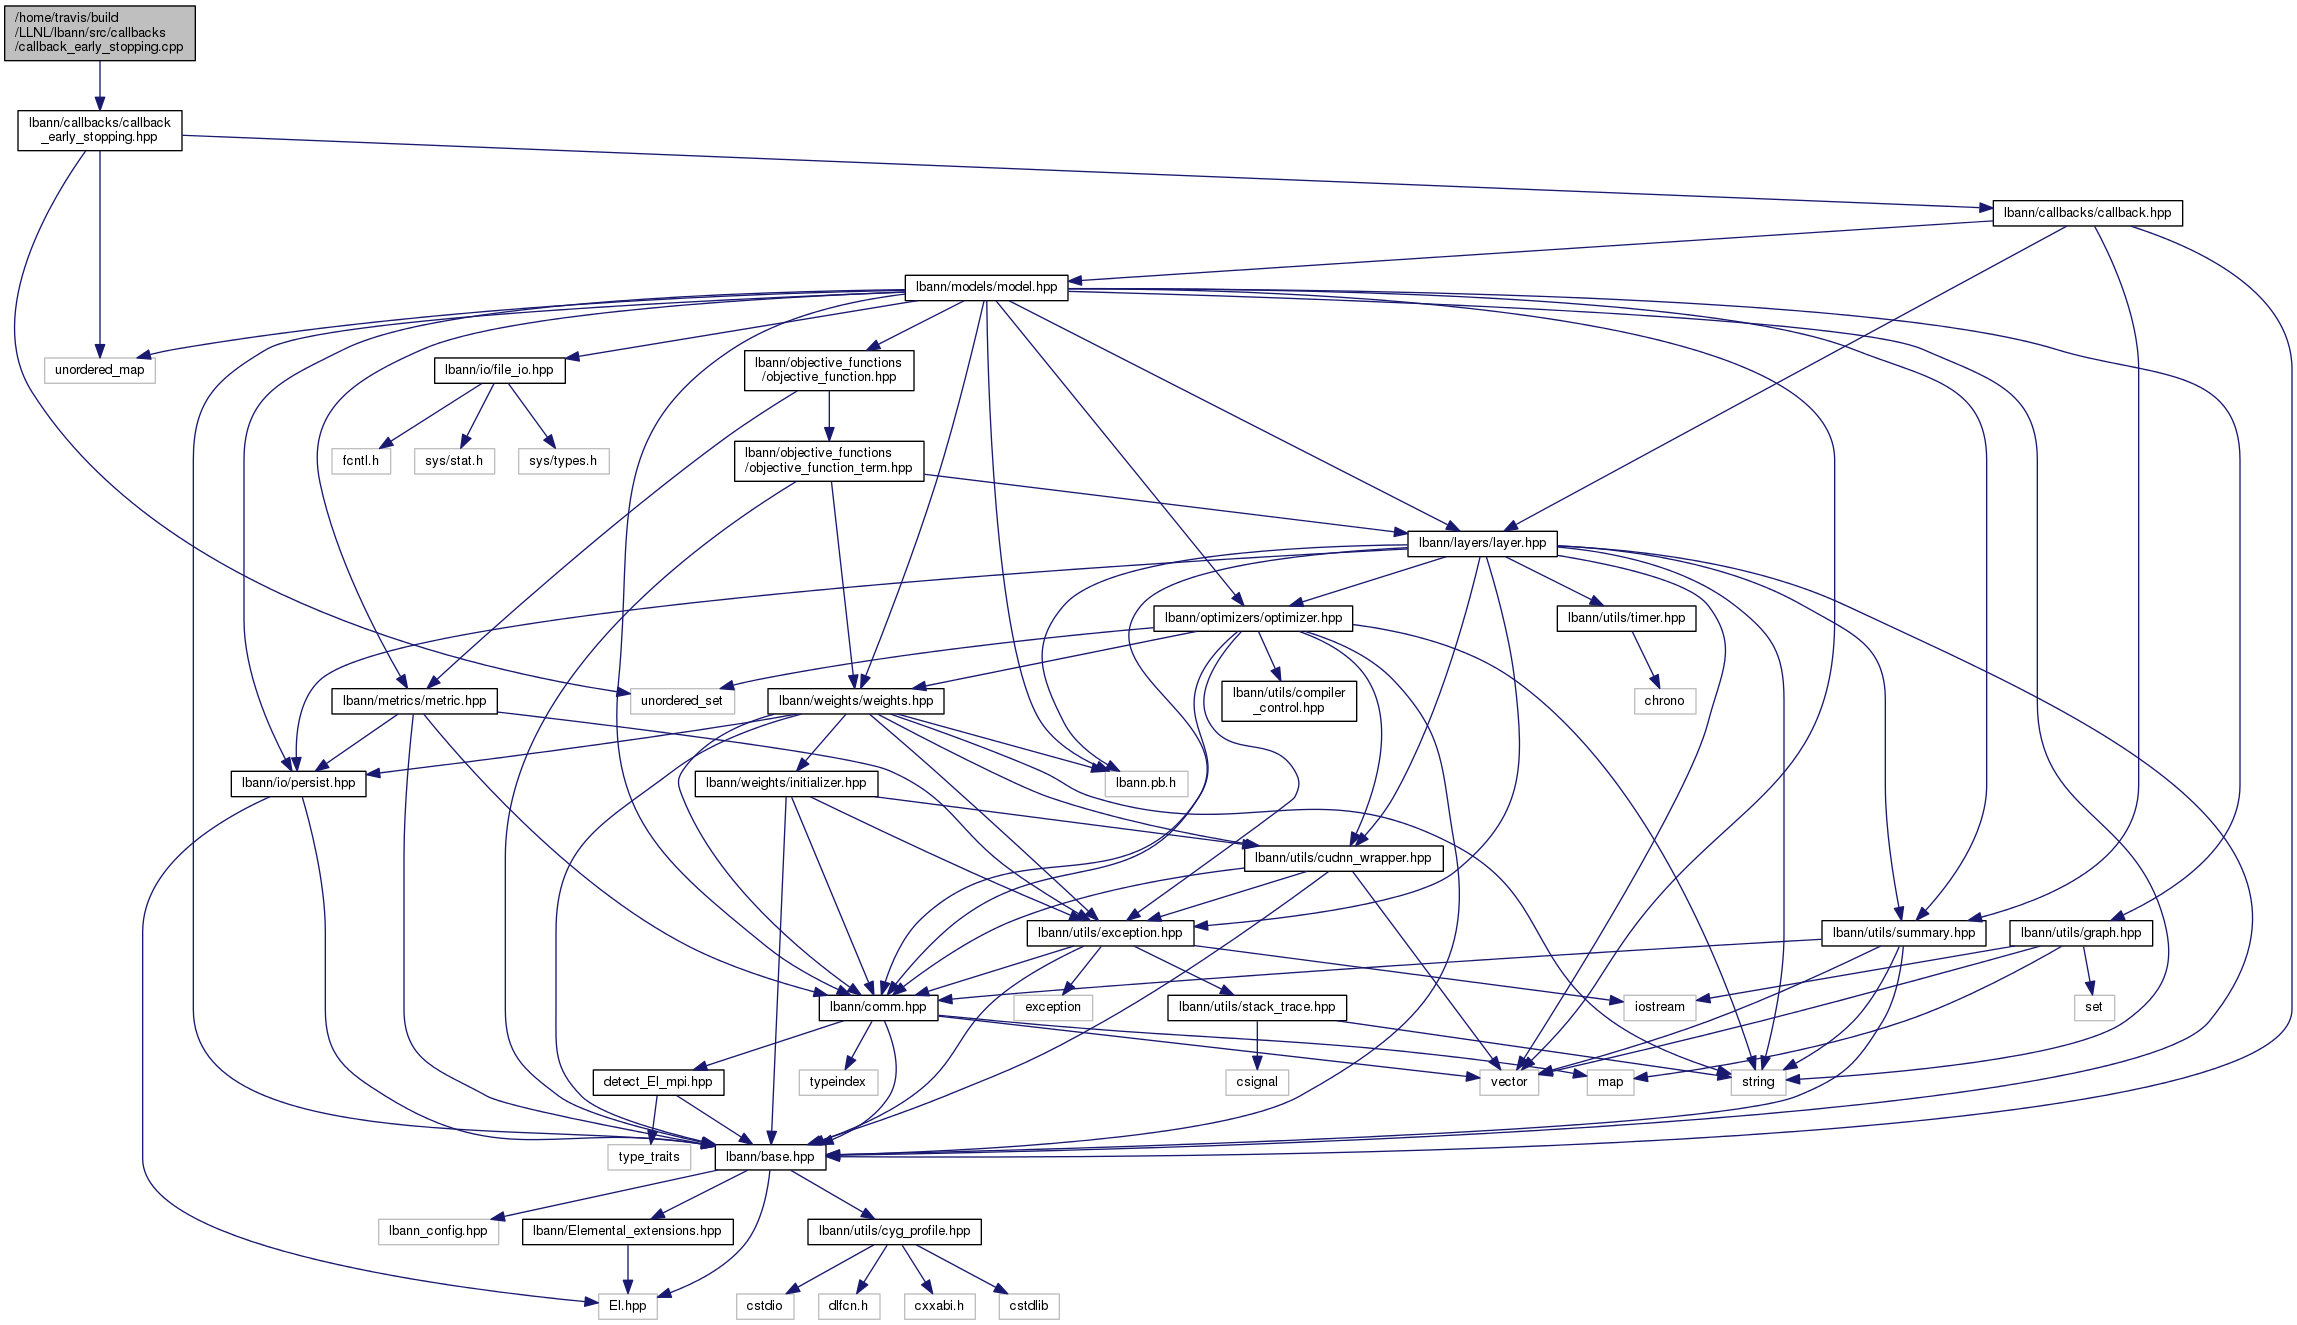 /home/travis/build
/LLNL/lbann/src/callbacks
/callback_early_stopping.cpp
lbann/callbacks/callback
_early_stopping.hpp
lbann/callbacks/callback.hpp
lbann/models/model.hpp
unordered_map
lbann/io/file_io.hpp
lbann/objective_functions
/objective_function.hpp
fcntl.h
sys/stat.h
sys/types.h
lbann/objective_functions
/objective_function_term.hpp
lbann/layers/layer.hpp
lbann/optimizers/optimizer.hpp
lbann/utils/timer.hpp
lbann/metrics/metric.hpp
unordered_set
lbann/weights/weights.hpp
lbann/utils/compiler
_control.hpp
chrono
lbann/io/persist.hpp
lbann/weights/initializer.hpp
lbann.pb.h
lbann/utils/cudnn_wrapper.hpp
lbann/utils/exception.hpp
lbann/utils/summary.hpp
lbann/utils/graph.hpp
lbann/comm.hpp
exception
lbann/utils/stack_trace.hpp
iostream
set
detect_El_mpi.hpp
typeindex
csignal
vector
map
string
type_traits
lbann/base.hpp
lbann_config.hpp
lbann/Elemental_extensions.hpp
lbann/utils/cyg_profile.hpp
El.hpp
cstdio
dlfcn.h
cxxabi.h
cstdlib